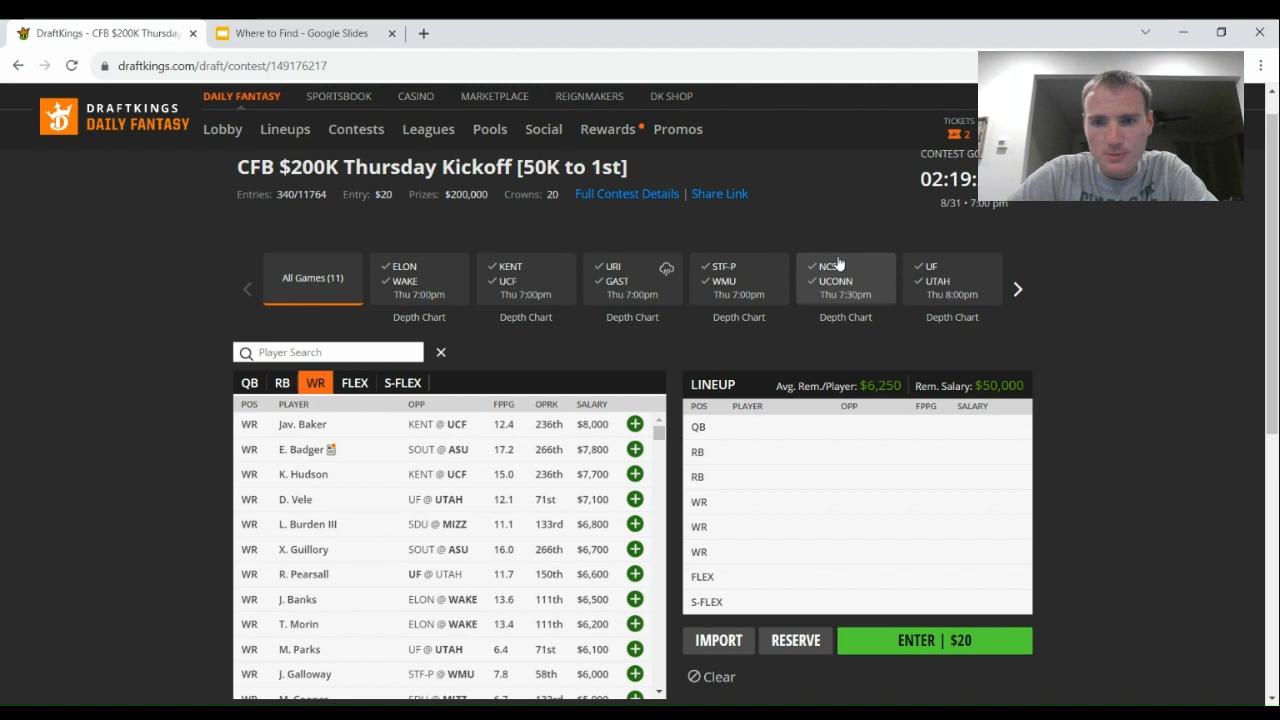 DraftKings - CFB $200K Thursday
Where to Find - Google Slides
draftkings.com/draft/contest/149176217
DAILY FANTASY SPORTSBOOK CASINO MARKETPLACE REIGNMAKERS DK SHOP
DRAFTKINGS
DAILY FANTASY
Lobby Lineups Contests Leagues Pools Social Rewards Promos
TICKETS
2
CFB $200K Thursday Kickoff [50K to 1st]
CONTEST
02:19:
Entries: 340/11764 Entry: $20 Prizes: $200,000 Crowns: 20 Full Contest Details | Share Link
8/31 • 7:00 pm
All Games (11)
ELON
WAKE
Thu 7:00pm
Depth Chart
KENT
UCF
Thu 7:00pm
Depth Chart
URI
GAST
Thu 7:00pm
Depth Chart
STF-P
WMU
Thu 7:00pm
Depth Chart
UCONN
Thu 7:30pm
Depth Chart
UF
UTAH
Thu 8:00pm
Depth Chart
Player Search
QB RB WR FLEX S-FLEX
POS PLAYER OPP FPPG OPRK SALARY
WR Jav. Baker KENT @ UCF 12.4 236th $8,000
WR E. Badger SOUT @ ASU 17.2 266th $7,800
WR K. Hudson KENT @ UCF 15.0 236th $7,700
WR D. Vele UF @ UTAH 12.1 71st $7,100
WR L. Burden III SDU @ MIZZ 11.1 133rd $6,800
WR X. Guillory SOUT @ ASU 16.0 266th $6,700
WR R. Pearsall UF @ UTAH 11.7 150th $6,600
WR J. Banks ELON @ WAKE 13.6 111th $6,500
WR T. Morin ELON @ WAKE 13.4 111th $6,200
WR M. Parks UF @ UTAH 6.4 71st $6,100
WR J. Galloway STF-P @ WMU 7.8 58th $6,000
LINEUP Avg. Rem./Player: $6,250 Rem. Salary: $50,000
POS PLAYER OPP FPPG SALARY
QB
RB
RB
WR
WR
WR
FLEX
S-FLEX
IMPORT RESERVE ENTER | $20
Clear